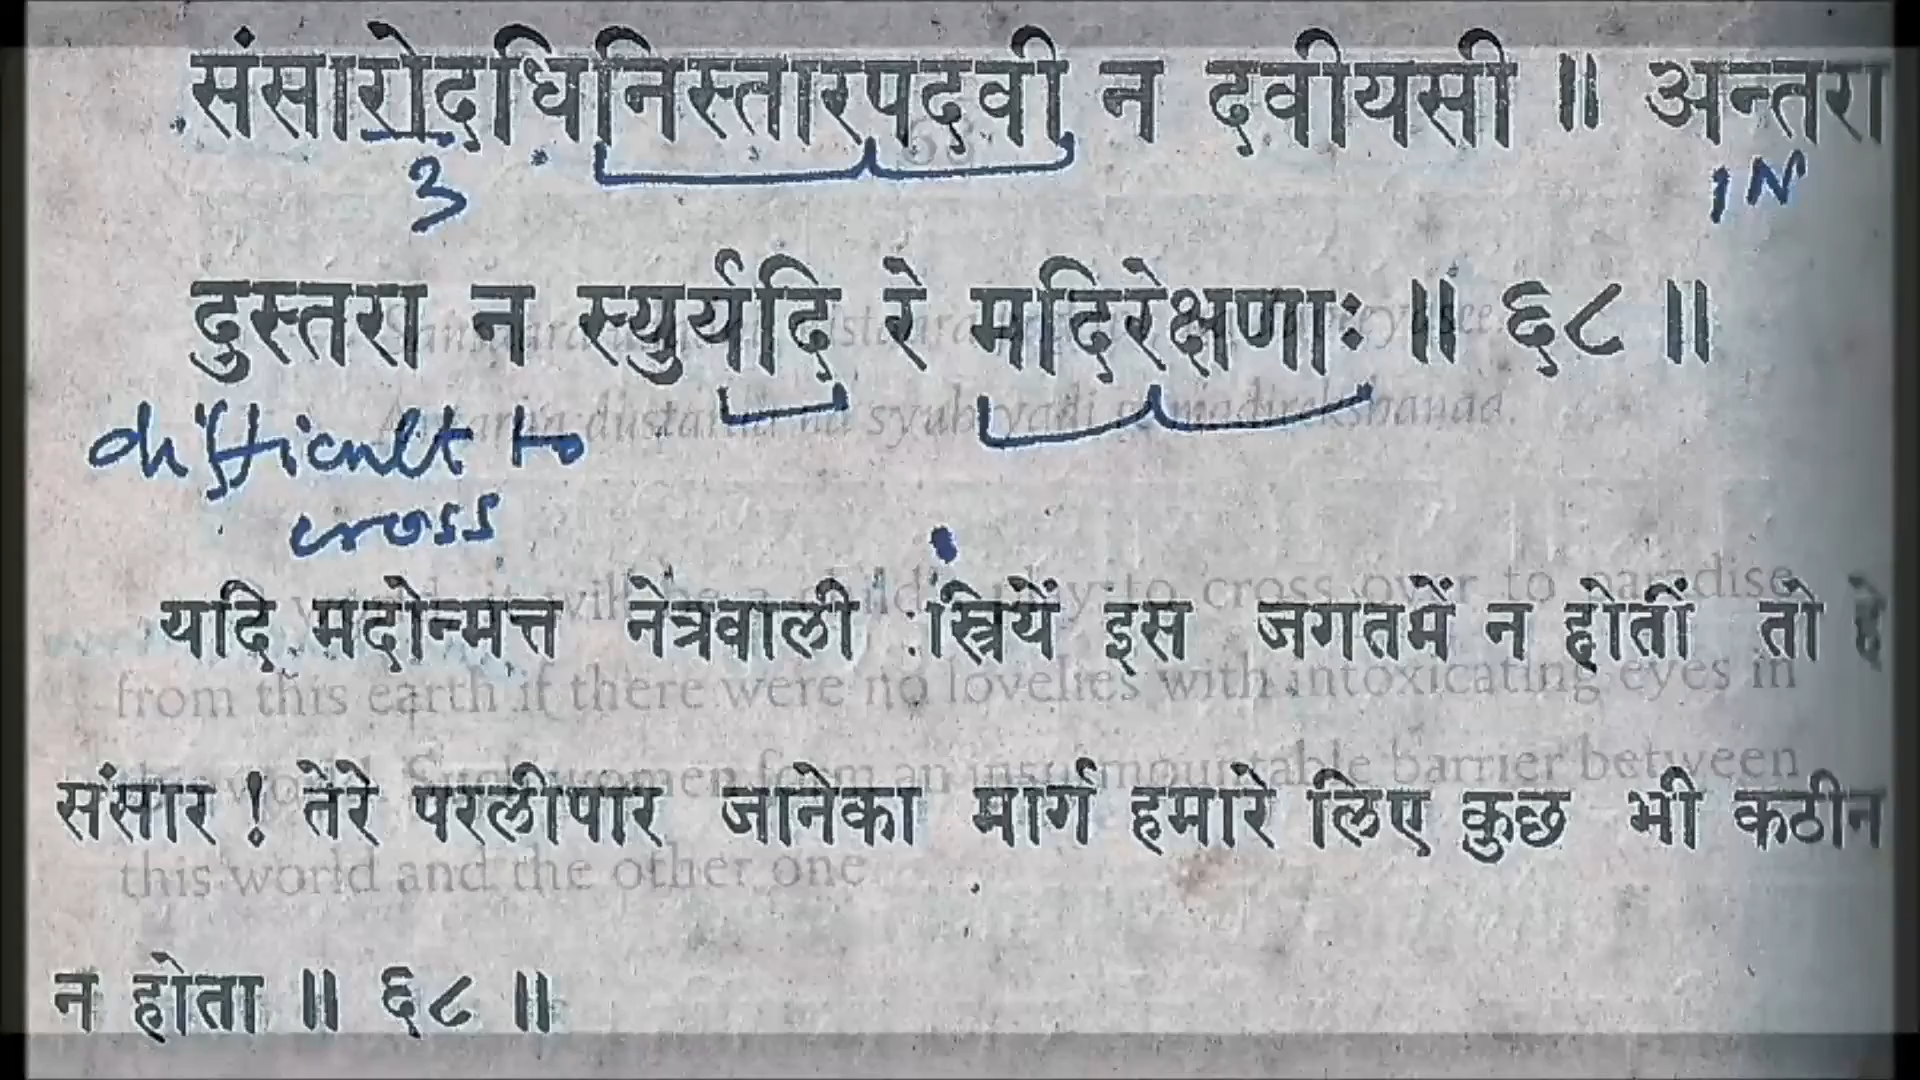 संसारोदधिनिस्तारपदवी न दवीयसी ॥ अन्तरा
उ
IN
दुस्तरा न स्युर्यदि रे मदिरेक्षणाः ॥ ६८ ॥
difficult to
cross
यदि मदोन्मत्त नेत्रवाली स्त्रियें इस जगतमें न होतीं तो हे
from this earth if there were no lovelies with intoxicating eyes in
संसार ! तेरे परलीपार जानेका मार्ग हमारे लिए कुछ भी कठीन
this world and the other one
न होता ॥ ६८ ॥